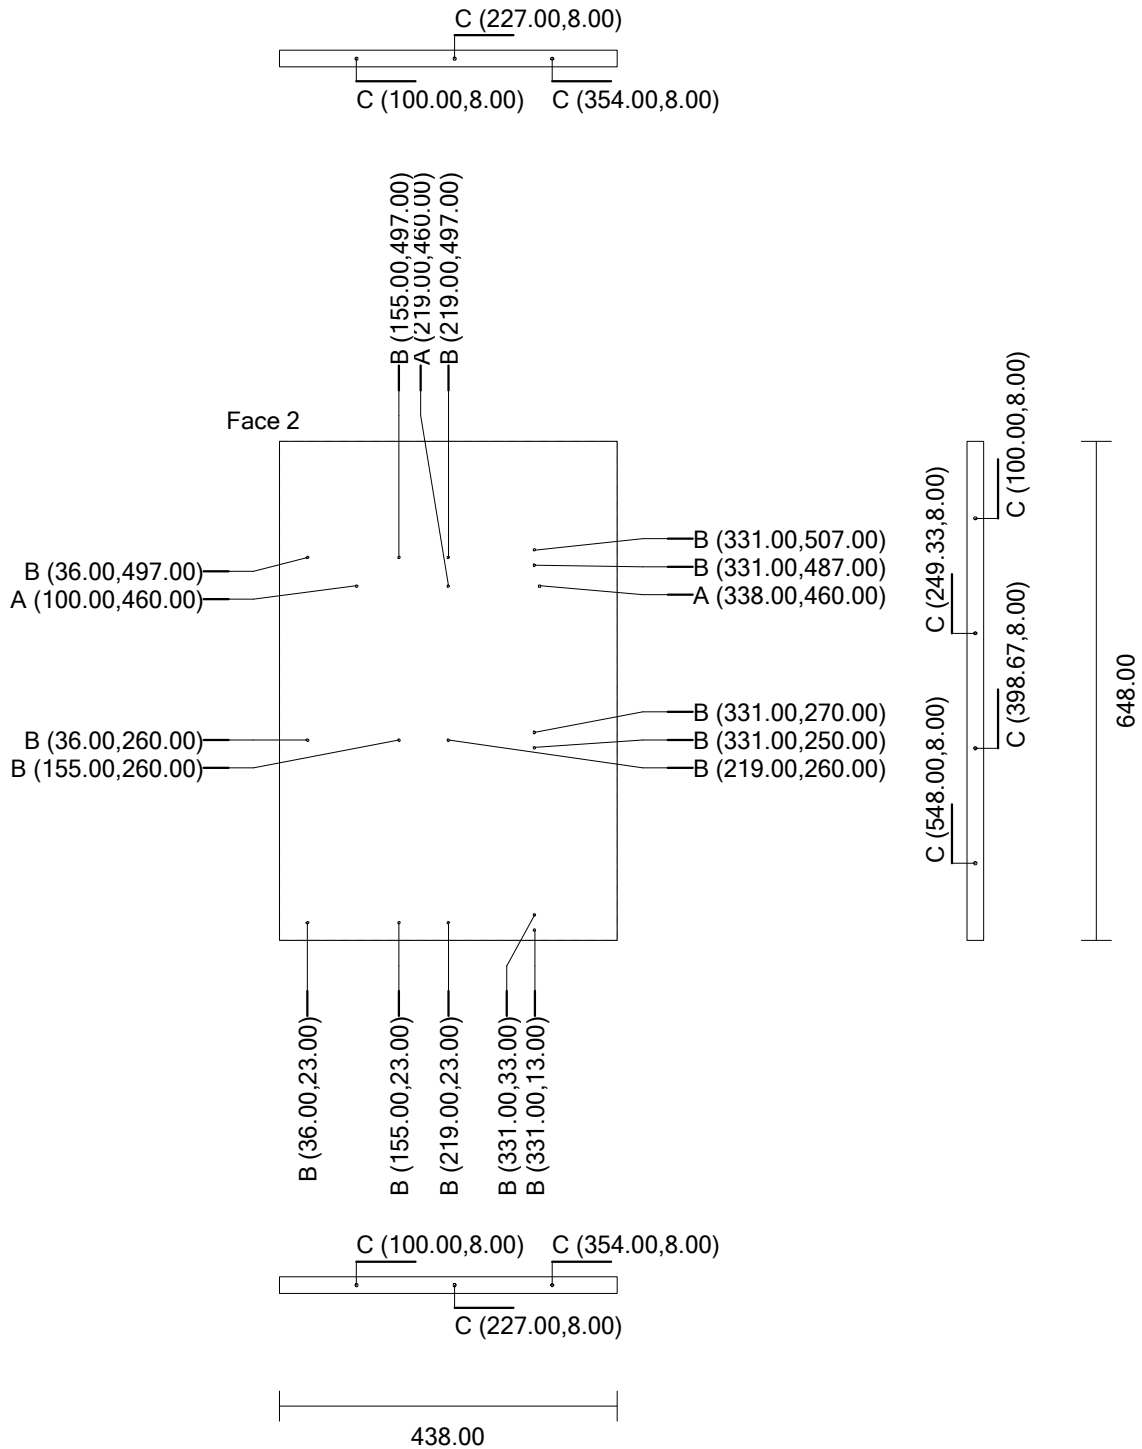 C (227.00,8.00)
C (100.00,8.00)
C (354.00,8.00)
B (155.00,497.00)
A (219.00,460.00)
B (219.00,497.00)
Face 2
B (36.00,497.00)
A (100.00,460.00)
B (331.00,507.00)
B (331.00,487.00)
A (338.00,460.00)
B (36.00,260.00)
B (155.00,260.00)
B (331.00,270.00)
B (331.00,250.00)
B (219.00,260.00)
C (100.00,8.00)
C (249.33,8.00)
C (398.67,8.00)
C (548.00,8.00)
648.00
B (36.00,23.00)
B (155.00,23.00)
B (219.00,23.00)
B (331.00,33.00)
B (331.00,13.00)
C (100.00,8.00)
C (354.00,8.00)
C (227.00,8.00)
438.00